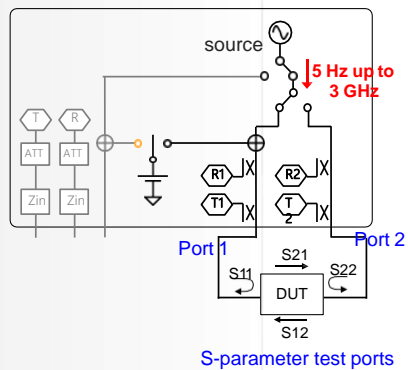 source
5 Hz up to
3 GHz
T
R
ATT
ATT
Zin
Zin
R1
R2
T1
T
2
Port 1
Port 2
S21
S11
S22
DUT
S12
S-parameter test ports